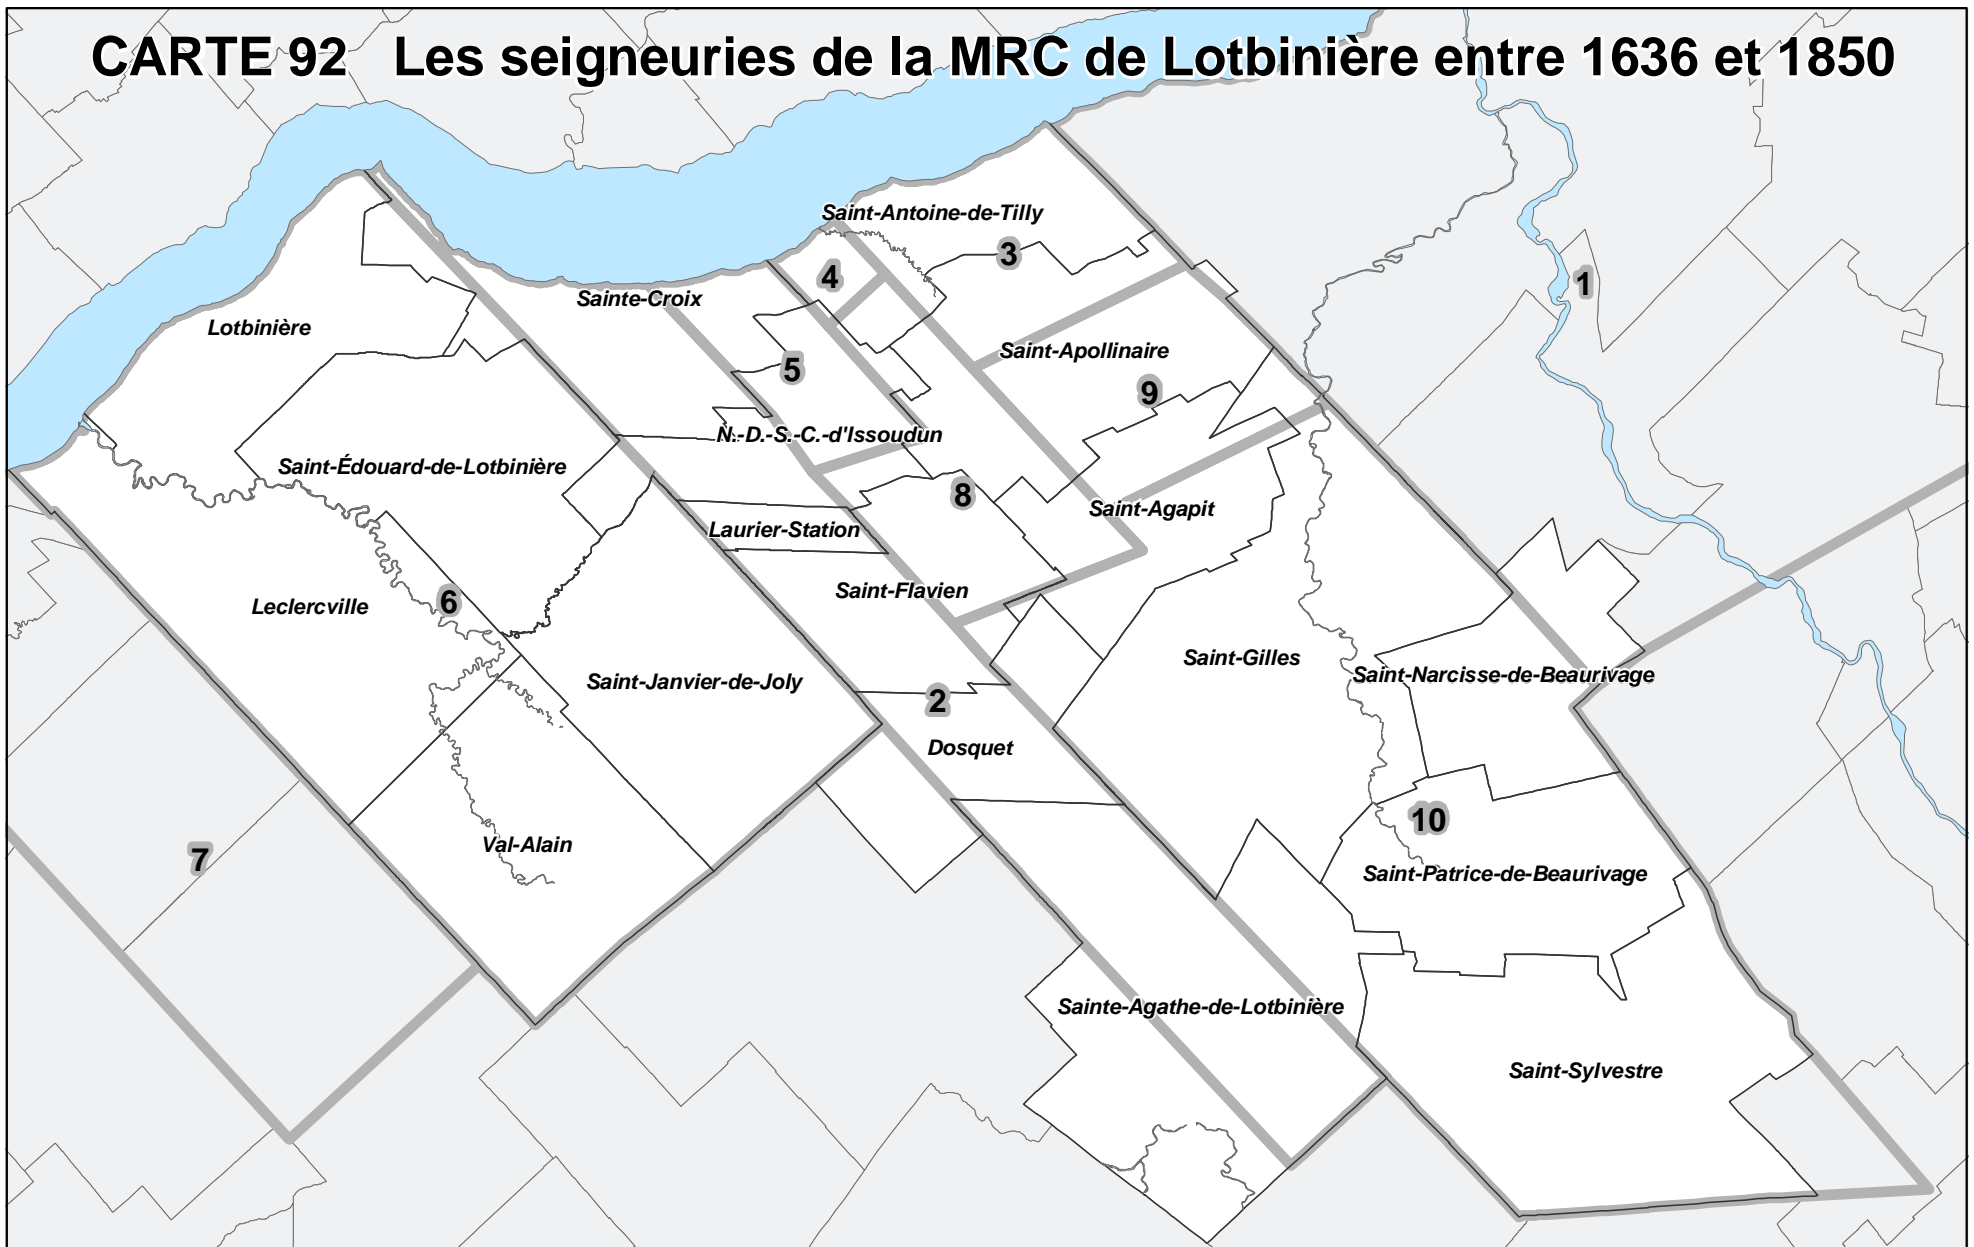 CARTE 92 Les seigneuries de la MRC de Lotbinière entre 1636 et 1850
Saint-Antoine-de-Tilly
3
4
1
Sainte-Croix
Lotbinière
Saint-Apollinaire
5
9
N.-D.-S.-C.-d'Issoudun
Saint-Édouard-de-Lotbinière
8
Saint-Agapit
Laurier-Station
Saint-Flavien
6
Leclercville
Saint-Gilles
Saint-Narcisse-de-Beaurivage
Saint-Janvier-de-Joly
2
Dosquet
10
Val-Alain
7
Saint-Patrice-de-Beaurivage
Sainte-Agathe-de-Lotbinière
Saint-Sylvestre